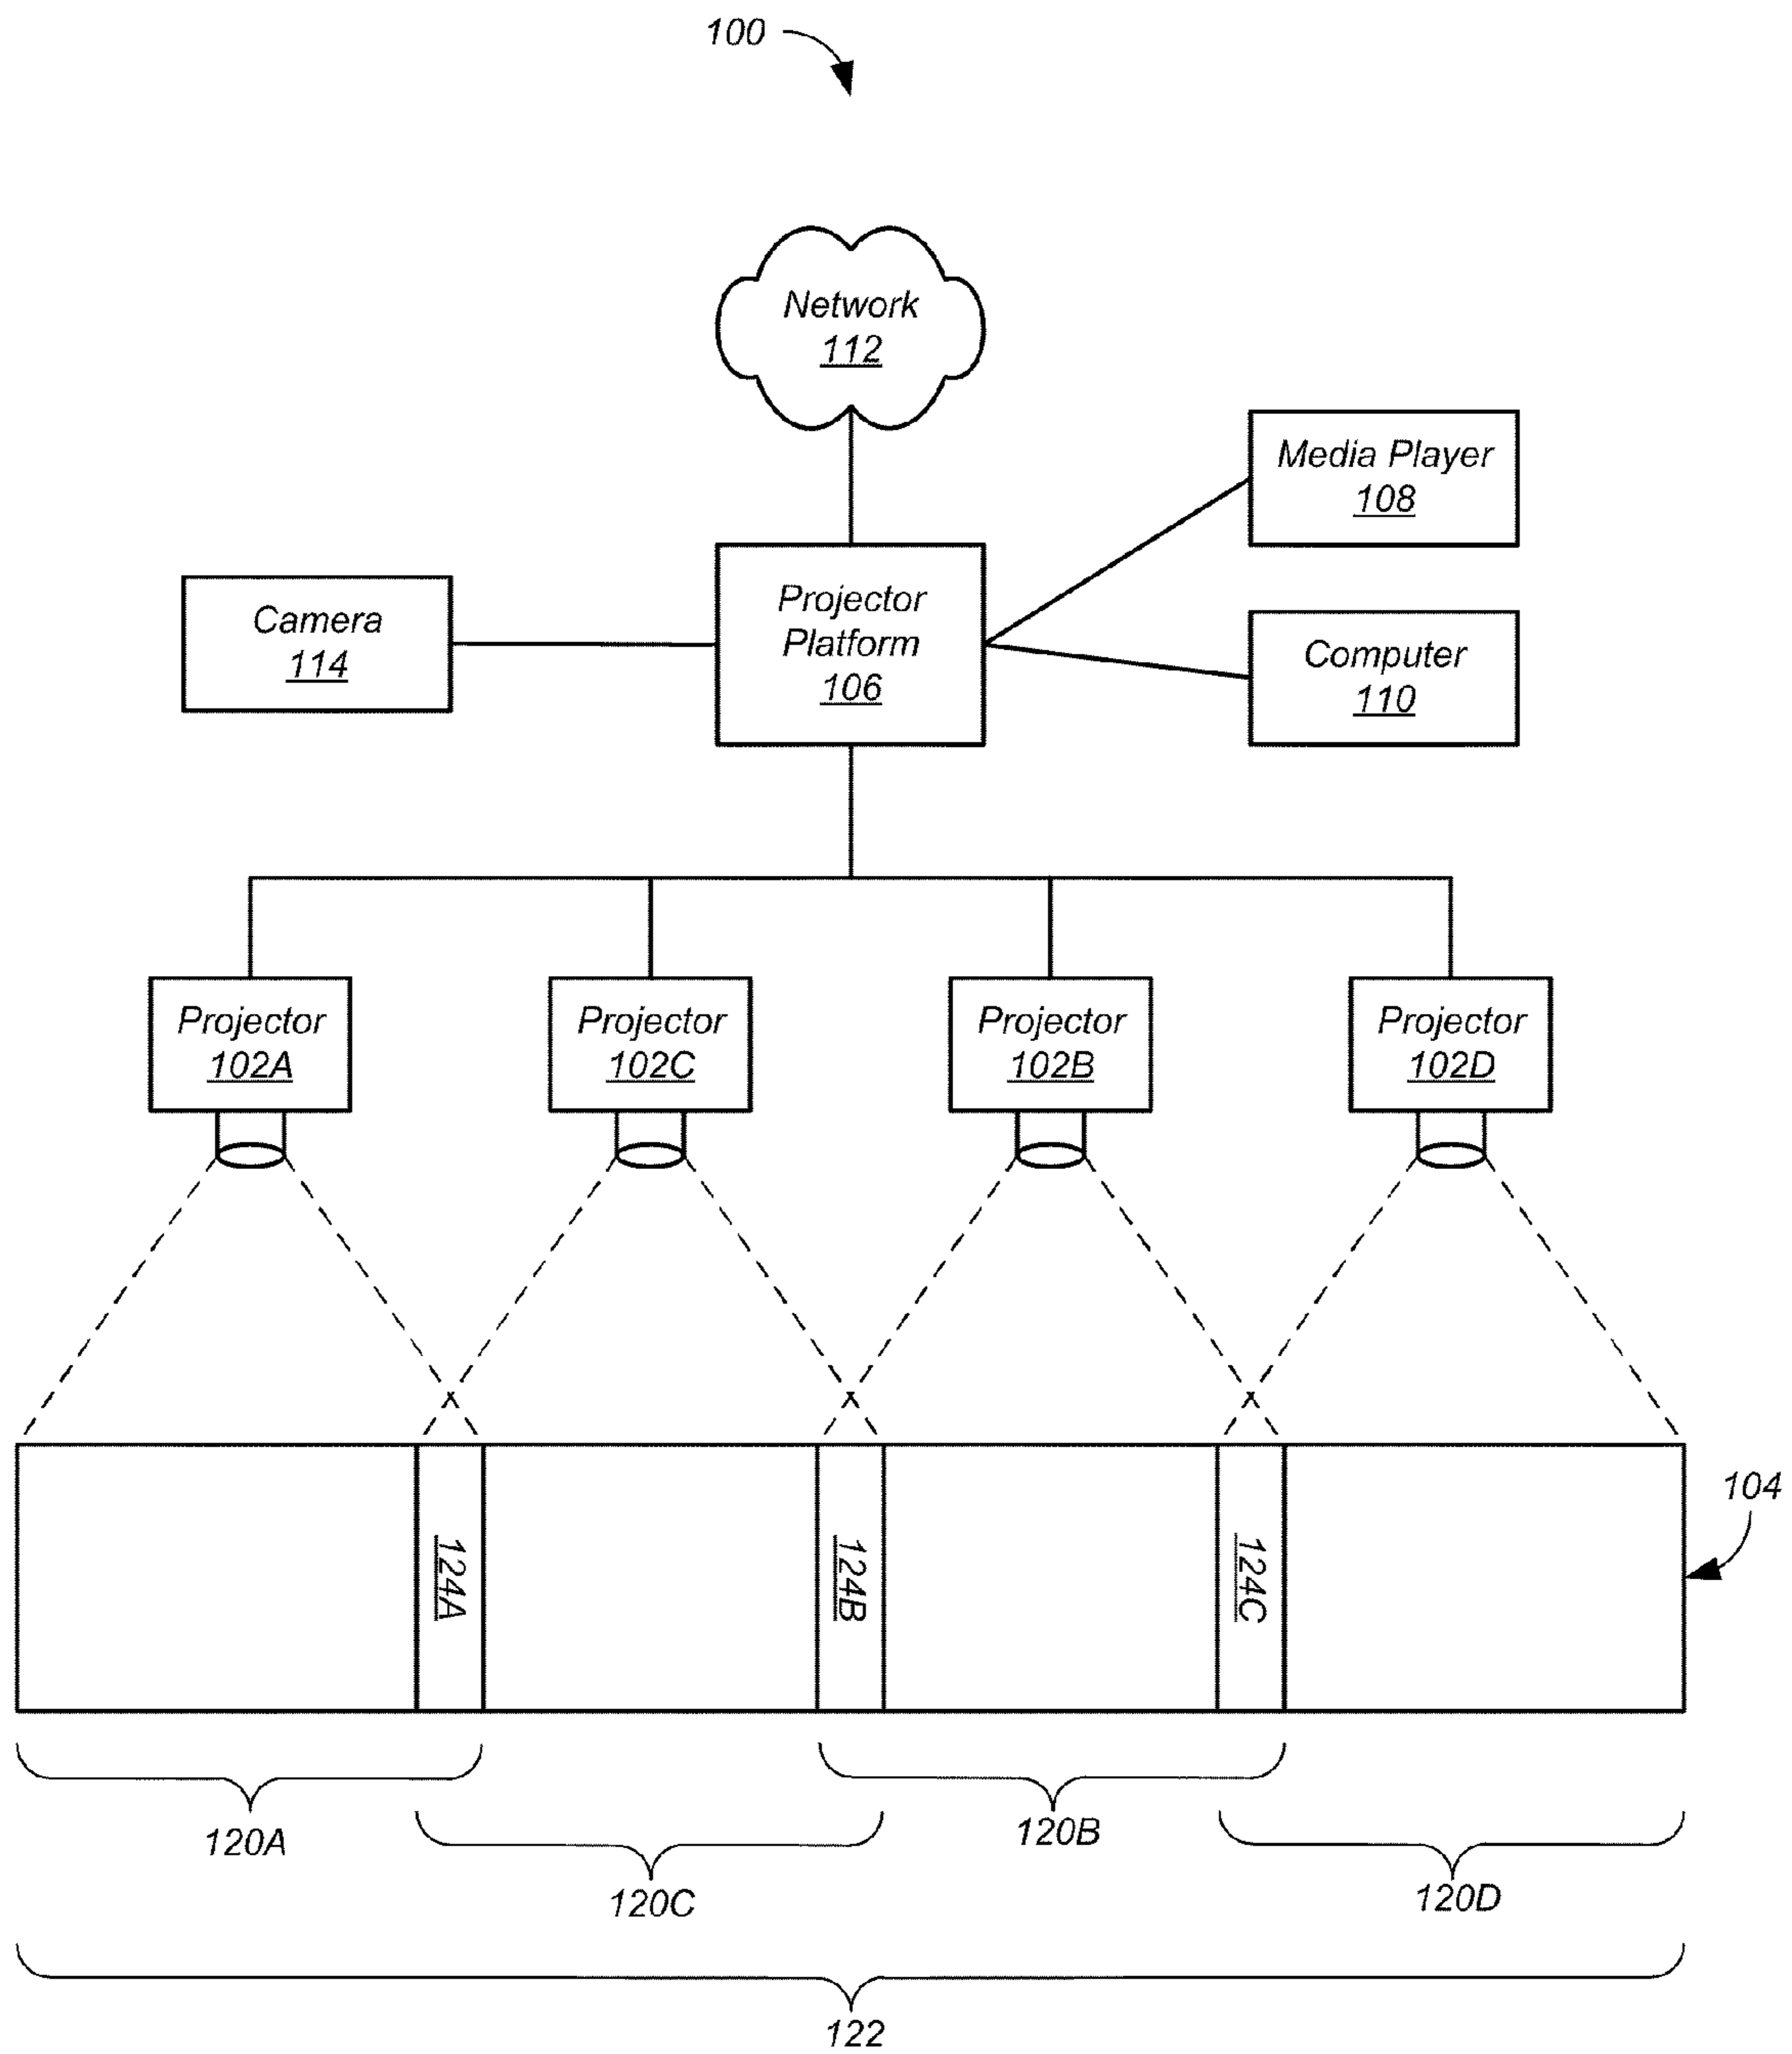 100
Network
112
Media Player
108
Camera
114
Projector
Platform
106
Computer
110
Projector
102A
Projector
102C
Projector
102B
Projector
102D
104
124A
124B
124C
120A
120C
120B
120D
122